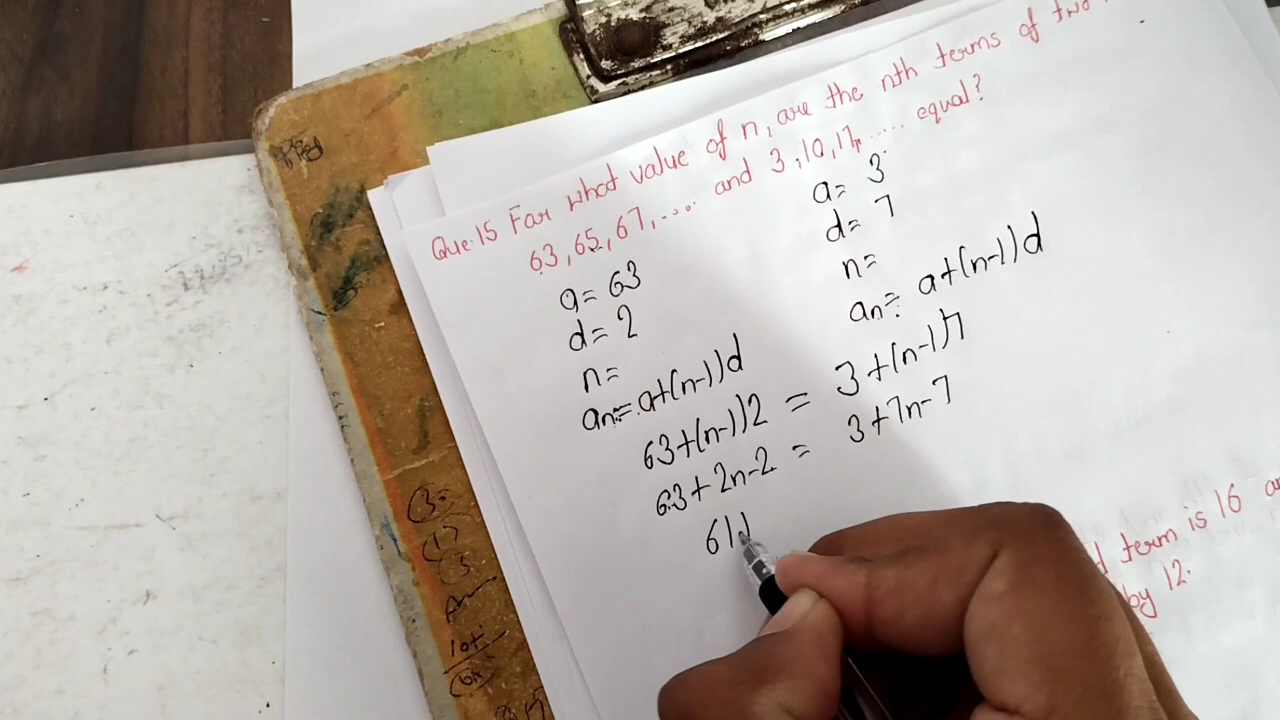 Que.15 For what value of n, are the nth terms of two
63, 65, 67, ..... and 3, 10, 17, ..... equal?
a= 63
d= 2
n=
an= a+(n-1)d
a= 3
d= 7
n=
an= a+(n-1)d
63+(n-1)2 = 3+(n-1)7
63+2n-2 = 3+7n-7
61
d term is 16
by 12.